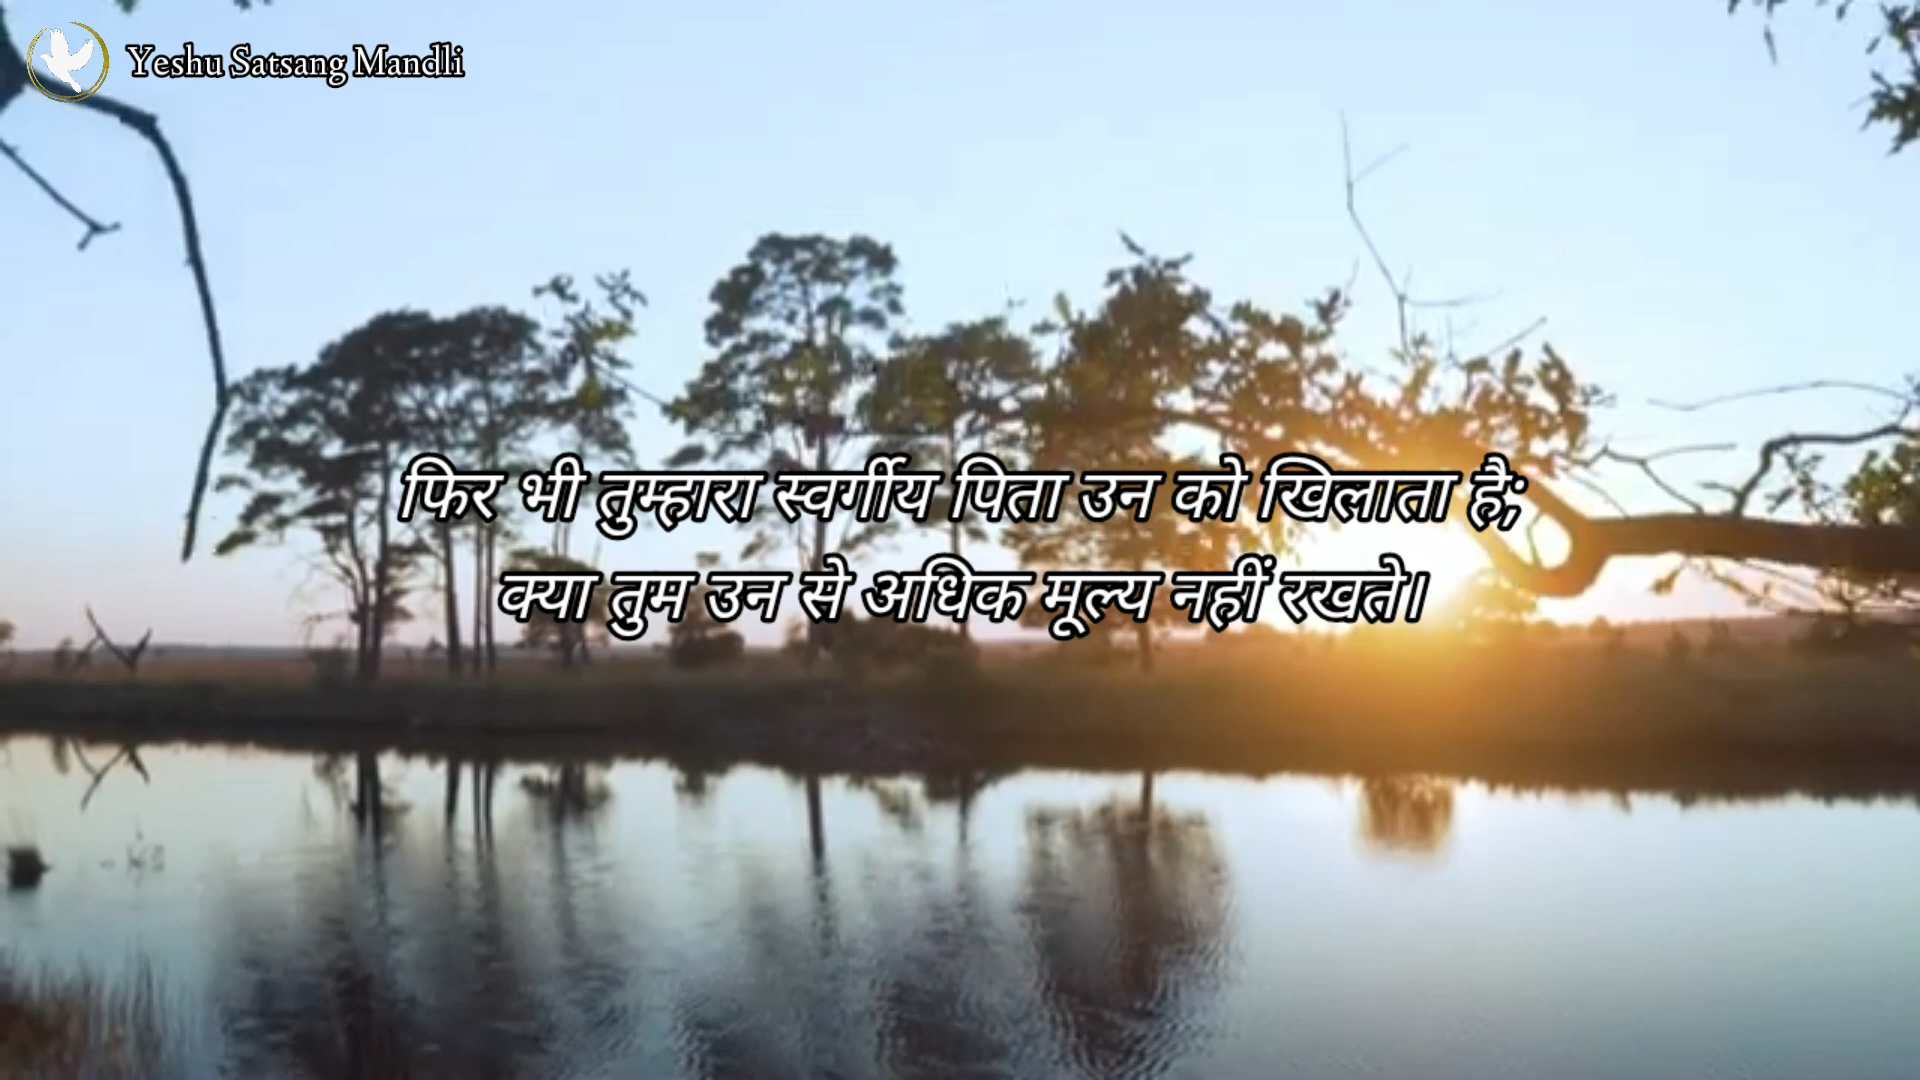 Yeshu Satsang Mandli
फिर भी तुम्हारा स्वर्गीय पिता उन को खिलाता है;
क्या तुम उन से अधिक मूल्य नहीं रखते।